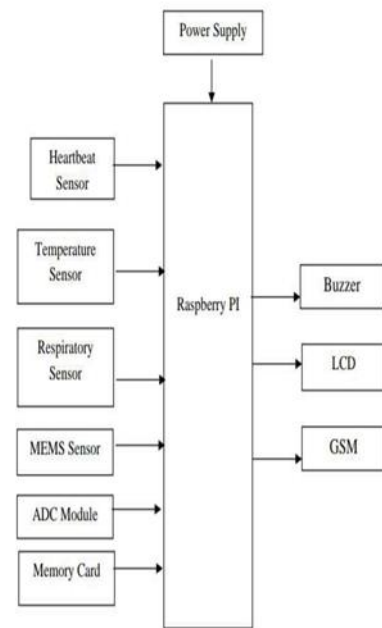 Power Supply
Heartbeat
Sensor
Temperature
Sensor
Respiratory
Sensor
MEMS Sensor
ADC Module
Memory Card
Raspberry PI
Buzzer
LCD
GSM